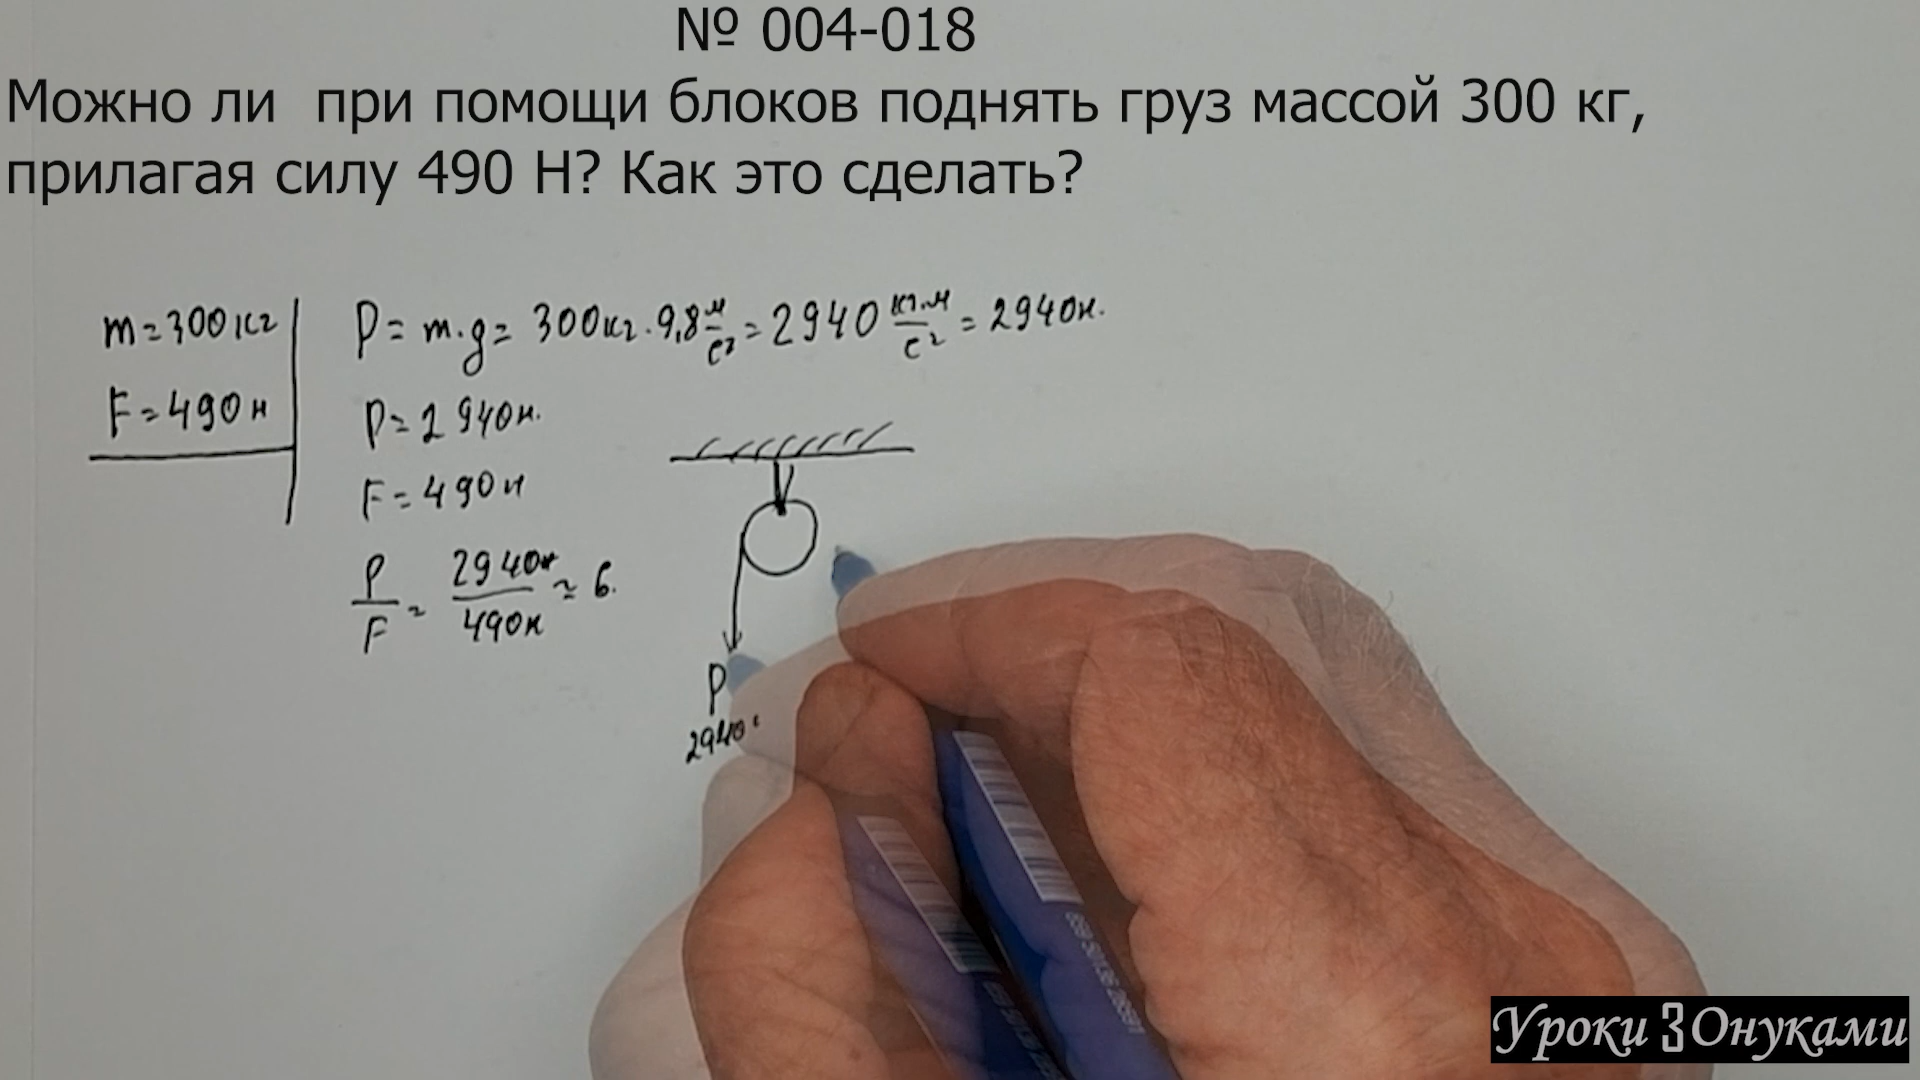 № 004-018
Можно ли при помощи блоков поднять груз массой 300 кг,
прилагая силу 490 Н? Как это сделать?
m=300кг
F=490н
P= m·g= 300кг·9,8 м/с² = 2940 кг·м/с² = 2940н.
P=2940н.
F=490н
P/F = 2940н/490н ≈ 6.
P
2940
Уроки З Онуками